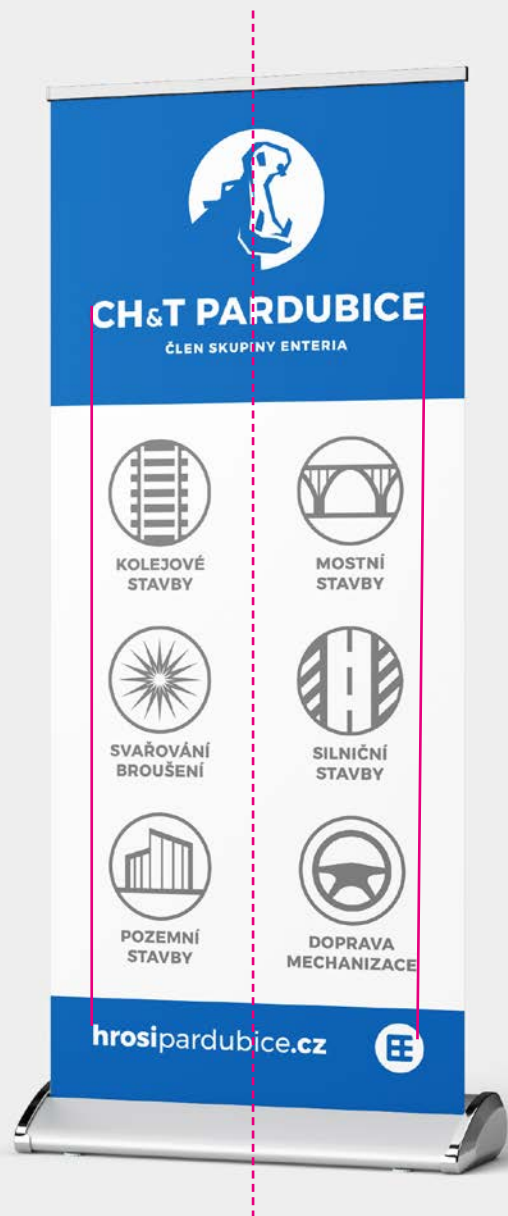 CH&T PARDUBICE
ČLEN SKUPINY ENTERIA
KOLEJOVÉ
STAVBY
MOSTNÍ
STAVBY
SVAŘOVÁNÍ
BROUŠENÍ
SILNIČNÍ
STAVBY
POZEMNÍ
STAVBY
DOPRAVA
MECHANIZACE
hrosipardubice.cz